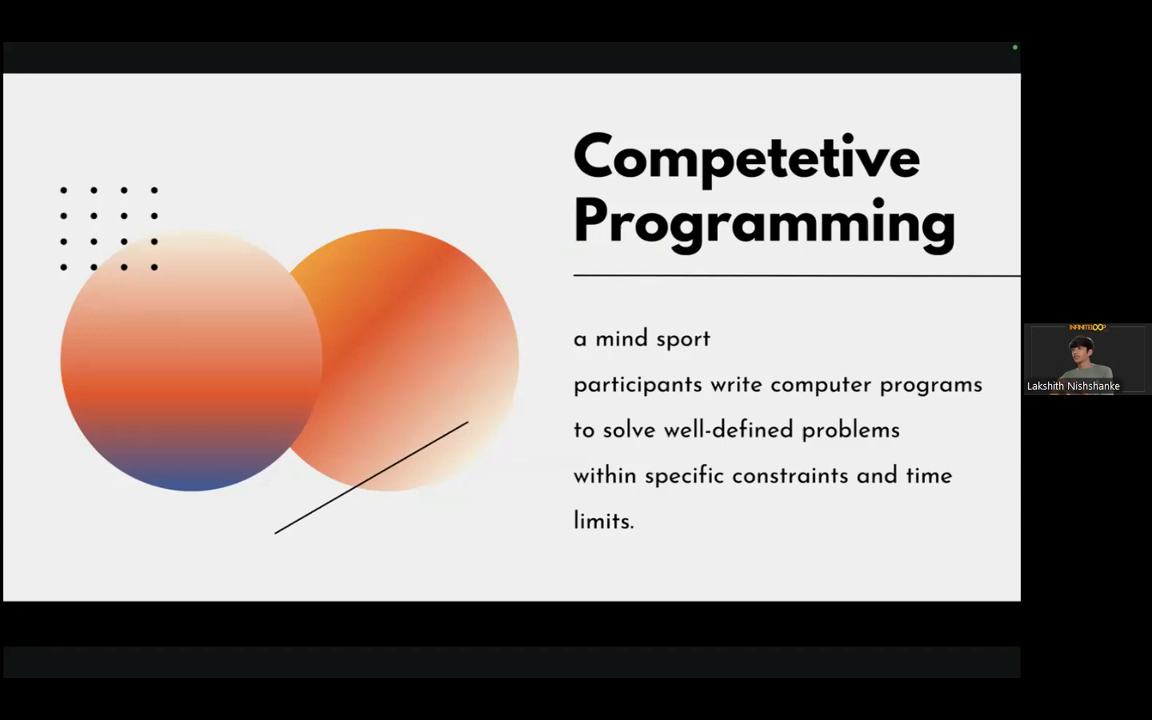 Competetive
Programming
a mind sport
participants write computer programs
to solve well-defined problems
within specific constraints and time
limits.
INFINITELOOP
Lakshith Nishshanke